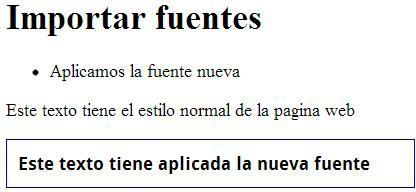 Importar fuentes
Aplicamos la fuente nueva
Este texto tiene el estilo normal de la pagina web
Este texto tiene aplicada la nueva fuente